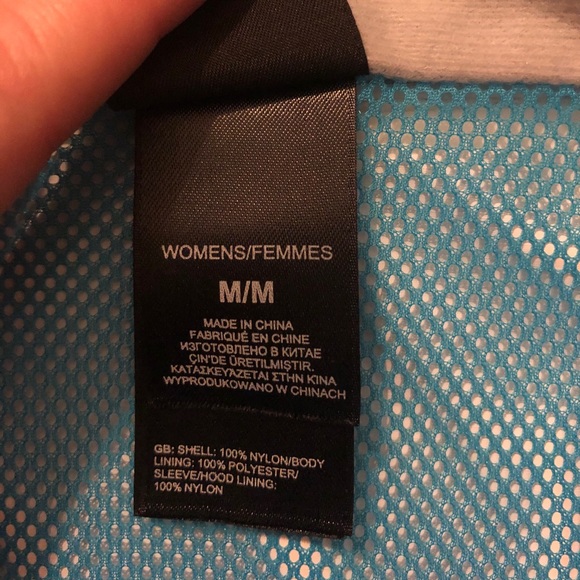 WOMENS/FEMMES
M/M
MADE IN CHINA
FABRIQUÉ EN CHINE
ИЗГОТОВЛЕНО В КИТАЕ
ÇIN'DE ÜRETILMIŞTIR.
ΚΑΤΑΣΚΕΥΑΖΕΤΑΙ ΣΤΗΝ ΚΙΝΑ
WYPRODUKOWANO W CHINACH
GB: SHELL: 100% NYLON/BODY
LINING: 100% POLYESTER/
SLEEVE/HOOD LINING:
100% NYLON